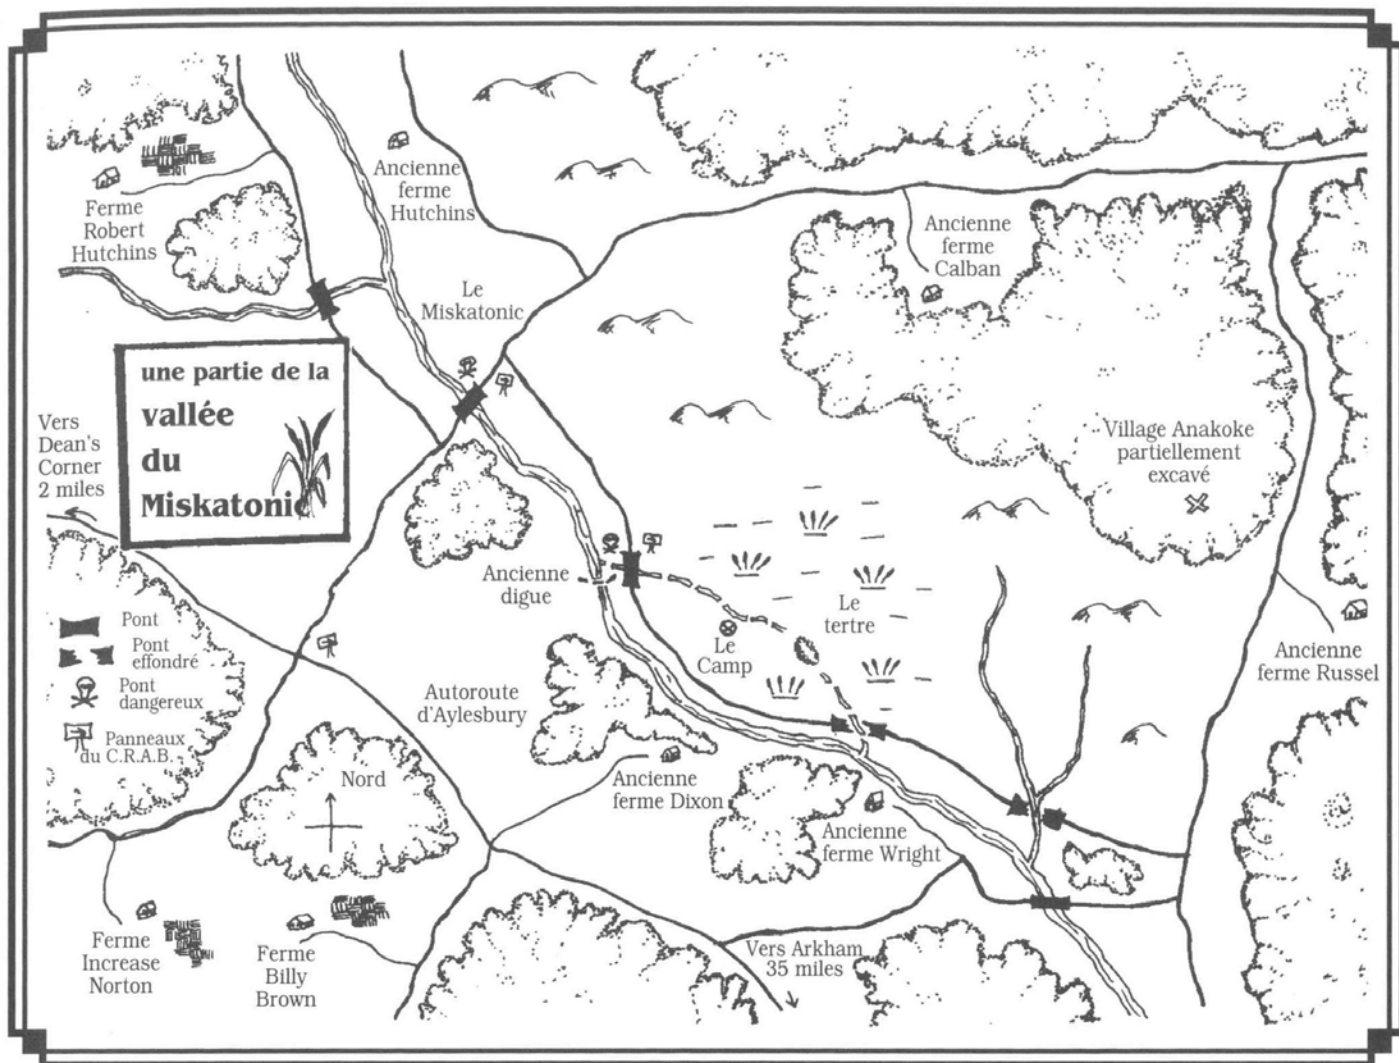 Ancienne
ferme
Hutchins
Ferme
Robert
Hutchins
Ancienne
ferme
Calban
Le
Miskatonic
une partie de la
vallée
du
Miskatonic
Vers
Dean's
Corner
2 miles
Village Anakoke
partiellement
excavé
Ancienne
digue
Le
tertre
Le
Camp
Pont
Pont
effondré
Pont
dangereux
Panneaux
du C.R.A.B.
Ancienne
ferme Russel
Autoroute
d'Aylesbury
Nord
Ancienne
ferme Dixon
Ancienne
ferme Wright
Ferme
Increase
Norton
Ferme
Billy
Brown
Vers Arkham
35 miles